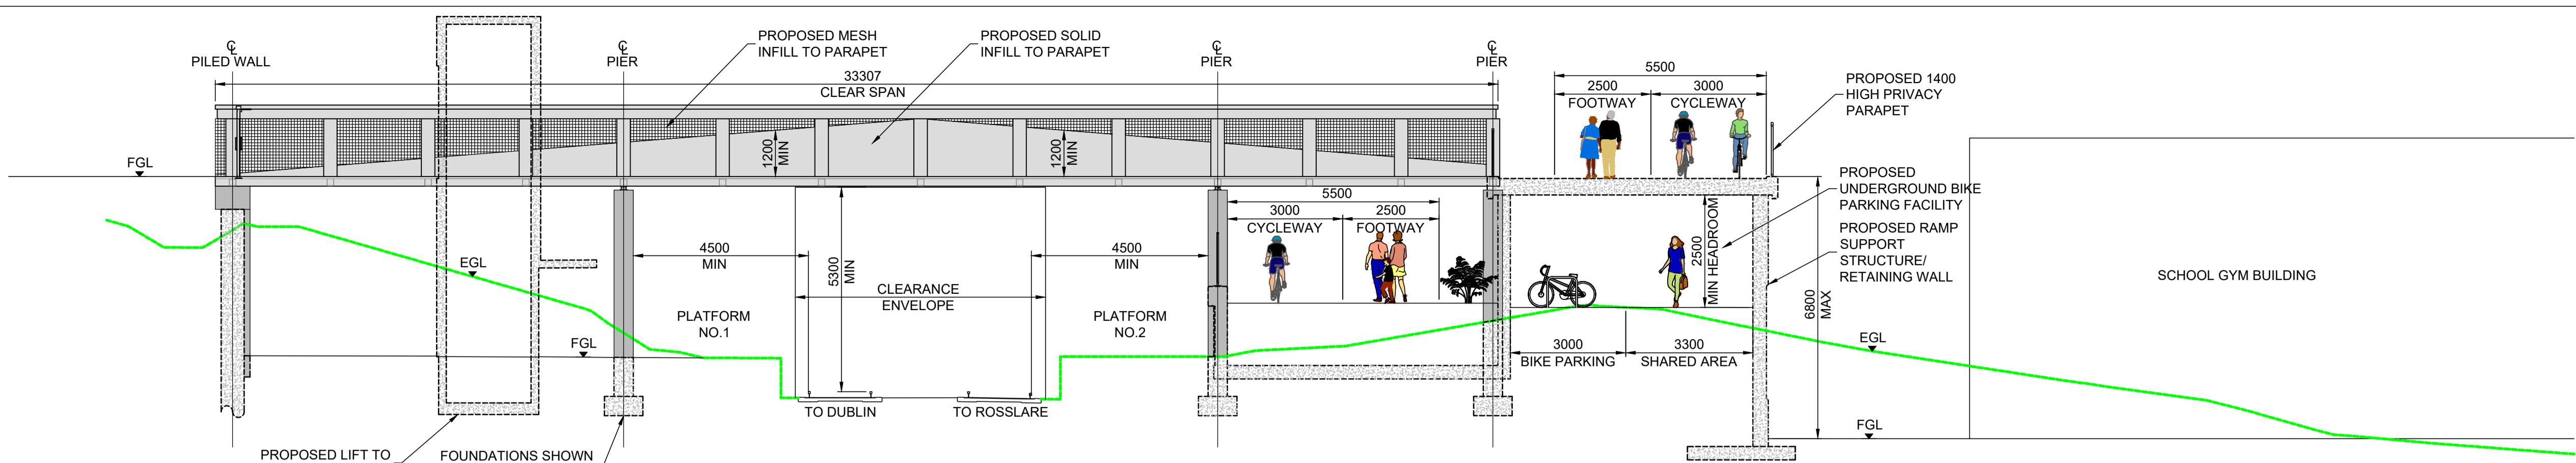 ℄
PILED WALL
℄
PIER
PROPOSED MESH
INFILL TO PARAPET
PROPOSED SOLID
INFILL TO PARAPET
℄
PIER
℄
PIER
33307
CLEAR SPAN
5500
2500
FOOTWAY
3000
CYCLEWAY
PROPOSED 1400
HIGH PRIVACY
PARAPET
FGL
1200
MIN
1200
MIN
PROPOSED
UNDERGROUND BIKE
PARKING FACILITY
PROPOSED RAMP
SUPPORT
STRUCTURE/
RETAINING WALL
5500
3000
CYCLEWAY
2500
FOOTWAY
2500
MIN HEADROOM
4500
MIN
5300
MIN
4500
MIN
EGL
CLEARANCE
ENVELOPE
PLATFORM
NO.1
PLATFORM
NO.2
SCHOOL GYM BUILDING
6800
MAX
FGL
3000
BIKE PARKING
3300
SHARED AREA
EGL
TO DUBLIN
TO ROSSLARE
FGL
PROPOSED LIFT TO
FOUNDATIONS SHOWN